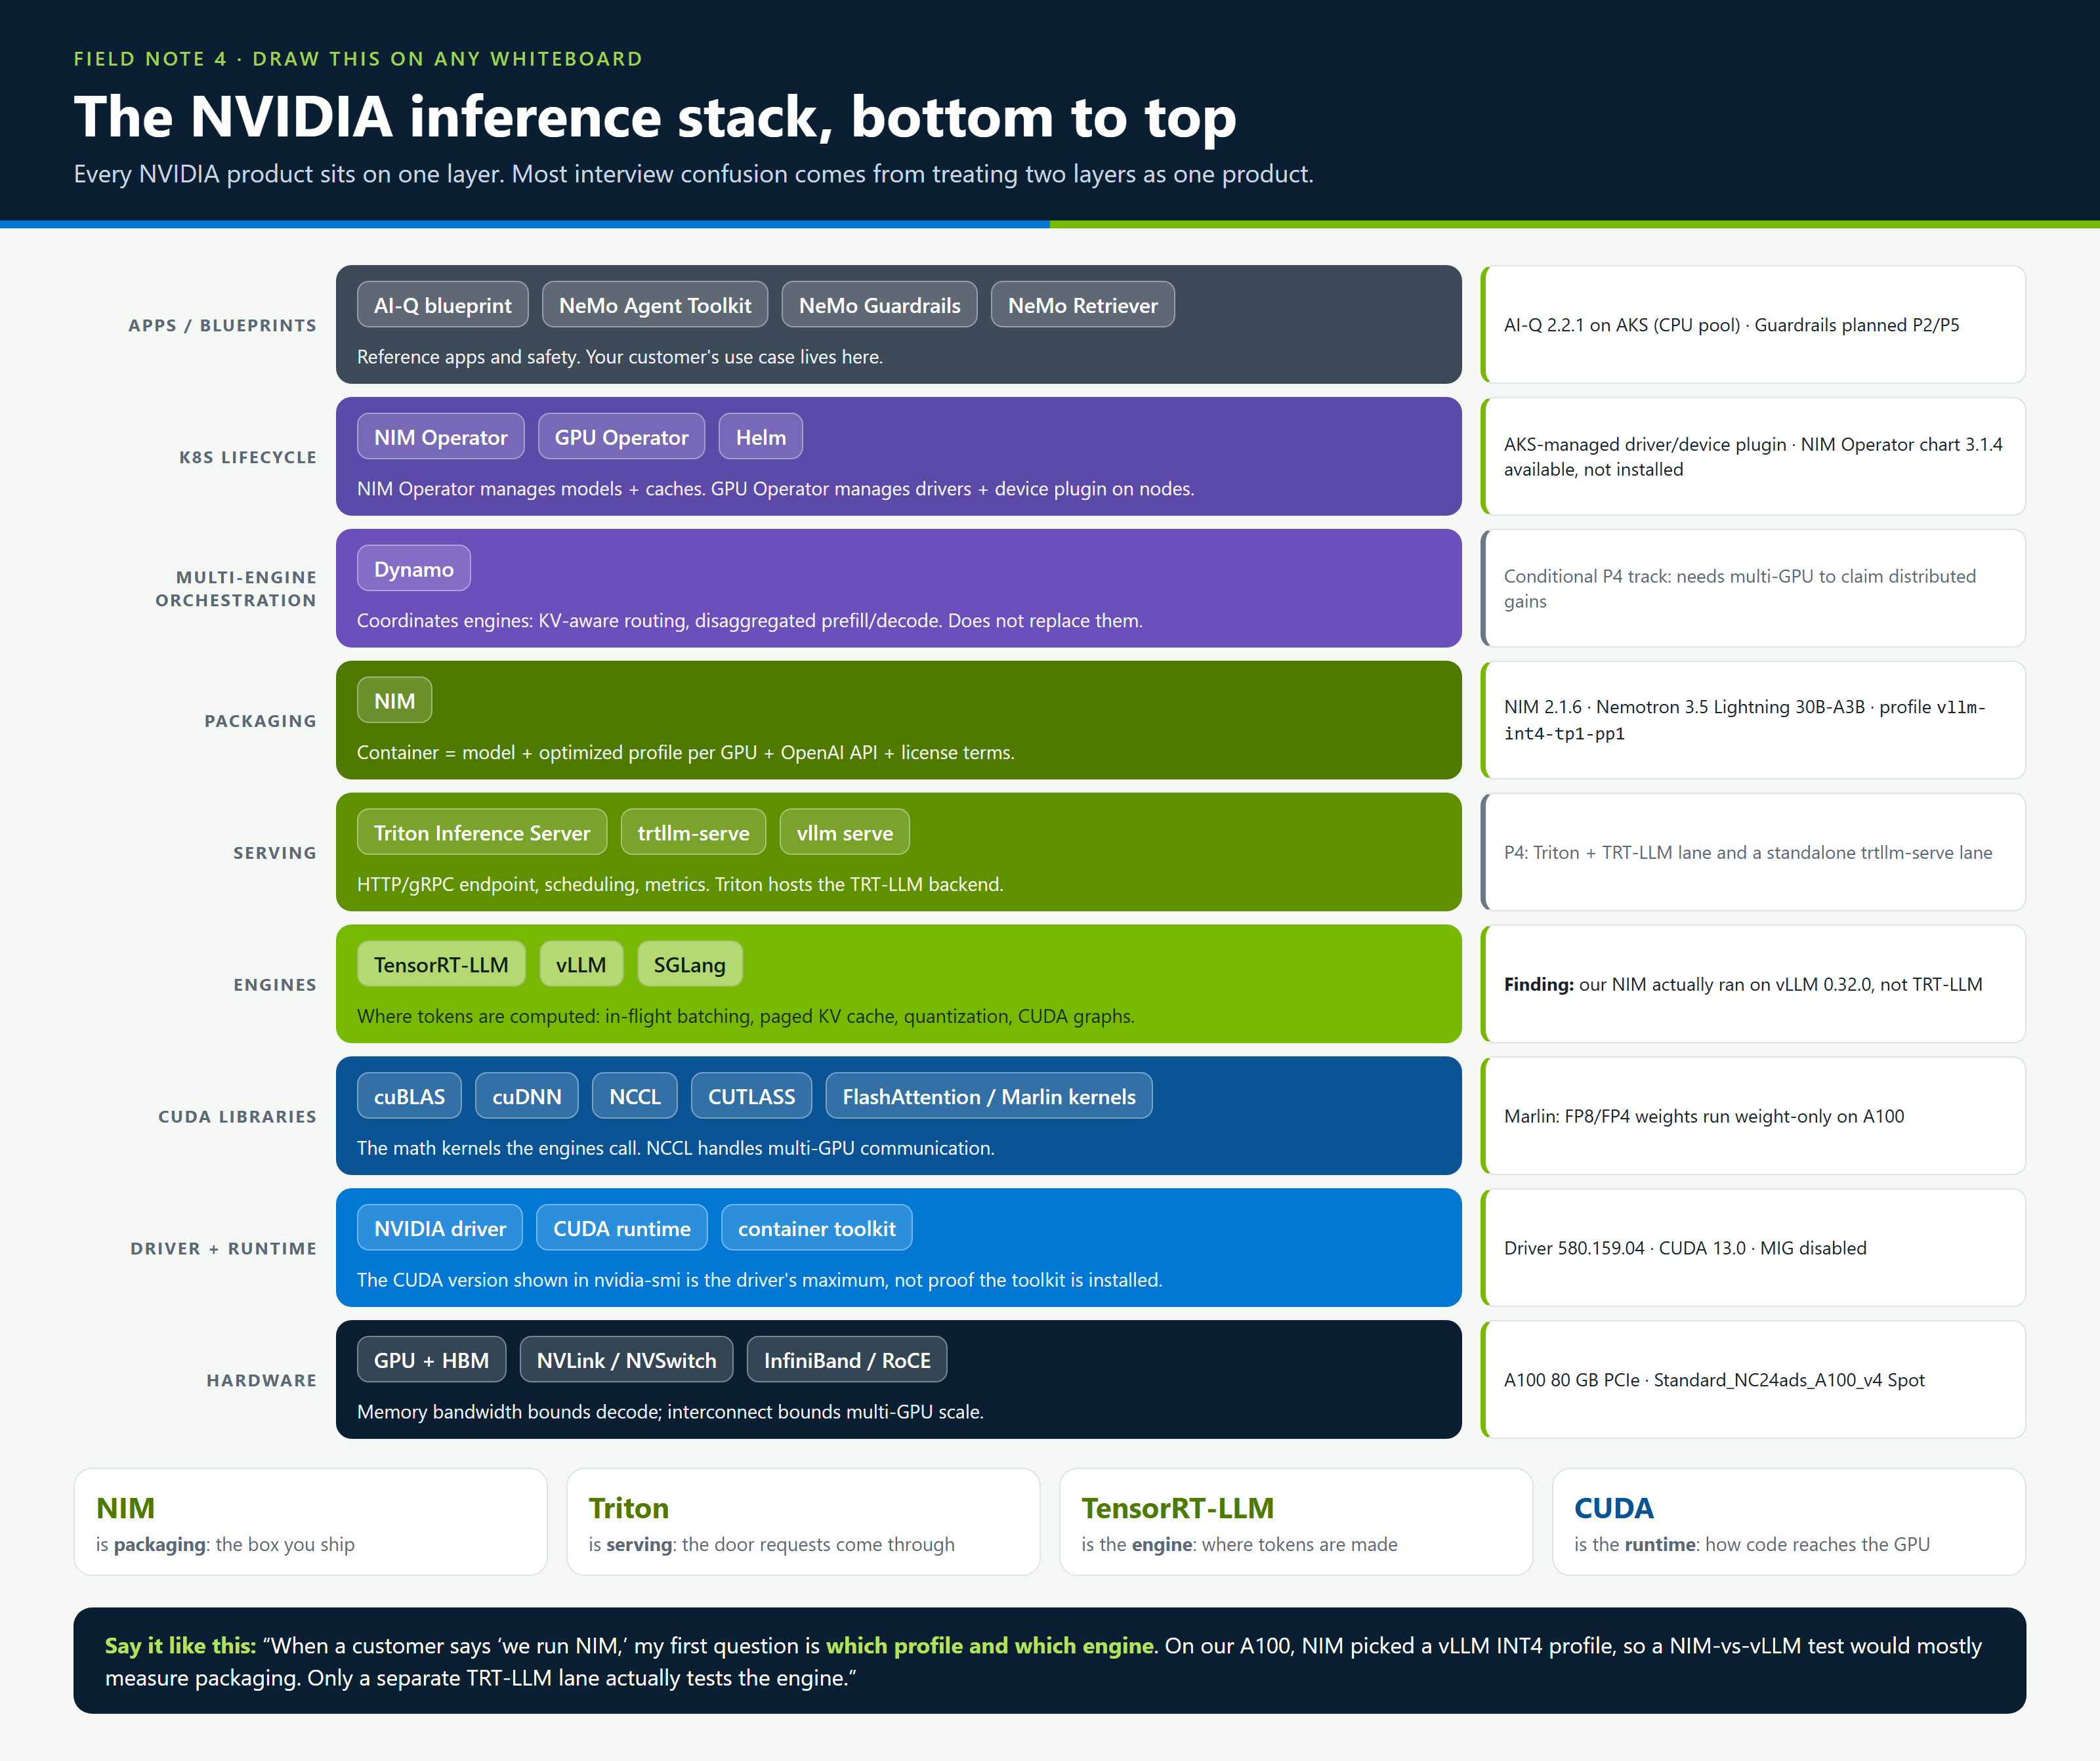 FIELD NOTE 4 · DRAW THIS ON ANY WHITEBOARD
The NVIDIA inference stack, bottom to top
Every NVIDIA product sits on one layer. Most interview confusion comes from treating two layers as one product.
APPS / BLUEPRINTS
AI-Q blueprint
NeMo Agent Toolkit
NeMo Guardrails
NeMo Retriever
Reference apps and safety. Your customer's use case lives here.
AI-Q 2.2.1 on AKS (CPU pool) · Guardrails planned P2/P5
K8S LIFECYCLE
NIM Operator
GPU Operator
Helm
NIM Operator manages models + caches. GPU Operator manages drivers + device plugin on nodes.
AKS-managed driver/device plugin · NIM Operator chart 3.1.4
available, not installed
MULTI-ENGINE
ORCHESTRATION
Dynamo
Coordinates engines: KV-aware routing, disaggregated prefill/decode. Does not replace them.
Conditional P4 track: needs multi-GPU to claim distributed
gains
PACKAGING
NIM
Container = model + optimized profile per GPU + OpenAI API + license terms.
NIM 2.1.6 · Nemotron 3.5 Lightning 30B-A3B · profile vllm-
int4-tp1-pp1
SERVING
Triton Inference Server
trtllm-serve
vllm serve
HTTP/gRPC endpoint, scheduling, metrics. Triton hosts the TRT-LLM backend.
P4: Triton + TRT-LLM lane and a standalone trtllm-serve lane
ENGINES
TensorRT-LLM
vLLM
SGLang
Where tokens are computed: in-flight batching, paged KV cache, quantization, CUDA graphs.
Finding: our NIM actually ran on vLLM 0.32.0, not TRT-LLM
CUDA LIBRARIES
cuBLAS
cuDNN
NCCL
CUTLASS
FlashAttention / Marlin kernels
The math kernels the engines call. NCCL handles multi-GPU communication.
Marlin: FP8/FP4 weights run weight-only on A100
DRIVER + RUNTIME
NVIDIA driver
CUDA runtime
container toolkit
The CUDA version shown in nvidia-smi is the driver's maximum, not proof the toolkit is installed.
Driver 580.159.04 · CUDA 13.0 · MIG disabled
HARDWARE
GPU + HBM
NVLink / NVSwitch
InfiniBand / RoCE
Memory bandwidth bounds decode; interconnect bounds multi-GPU scale.
A100 80 GB PCIe · Standard_NC24ads_A100_v4 Spot
NIM
is packaging: the box you ship
Triton
is serving: the door requests come through
TensorRT-LLM
is the engine: where tokens are made
CUDA
is the runtime: how code reaches the GPU
Say it like this: “When a customer says ‘we run NIM,’ my first question is which profile and which engine. On our A100, NIM picked a vLLM INT4 profile, so a NIM-vs-vLLM test would mostly
measure packaging. Only a separate TRT-LLM lane actually tests the engine.”